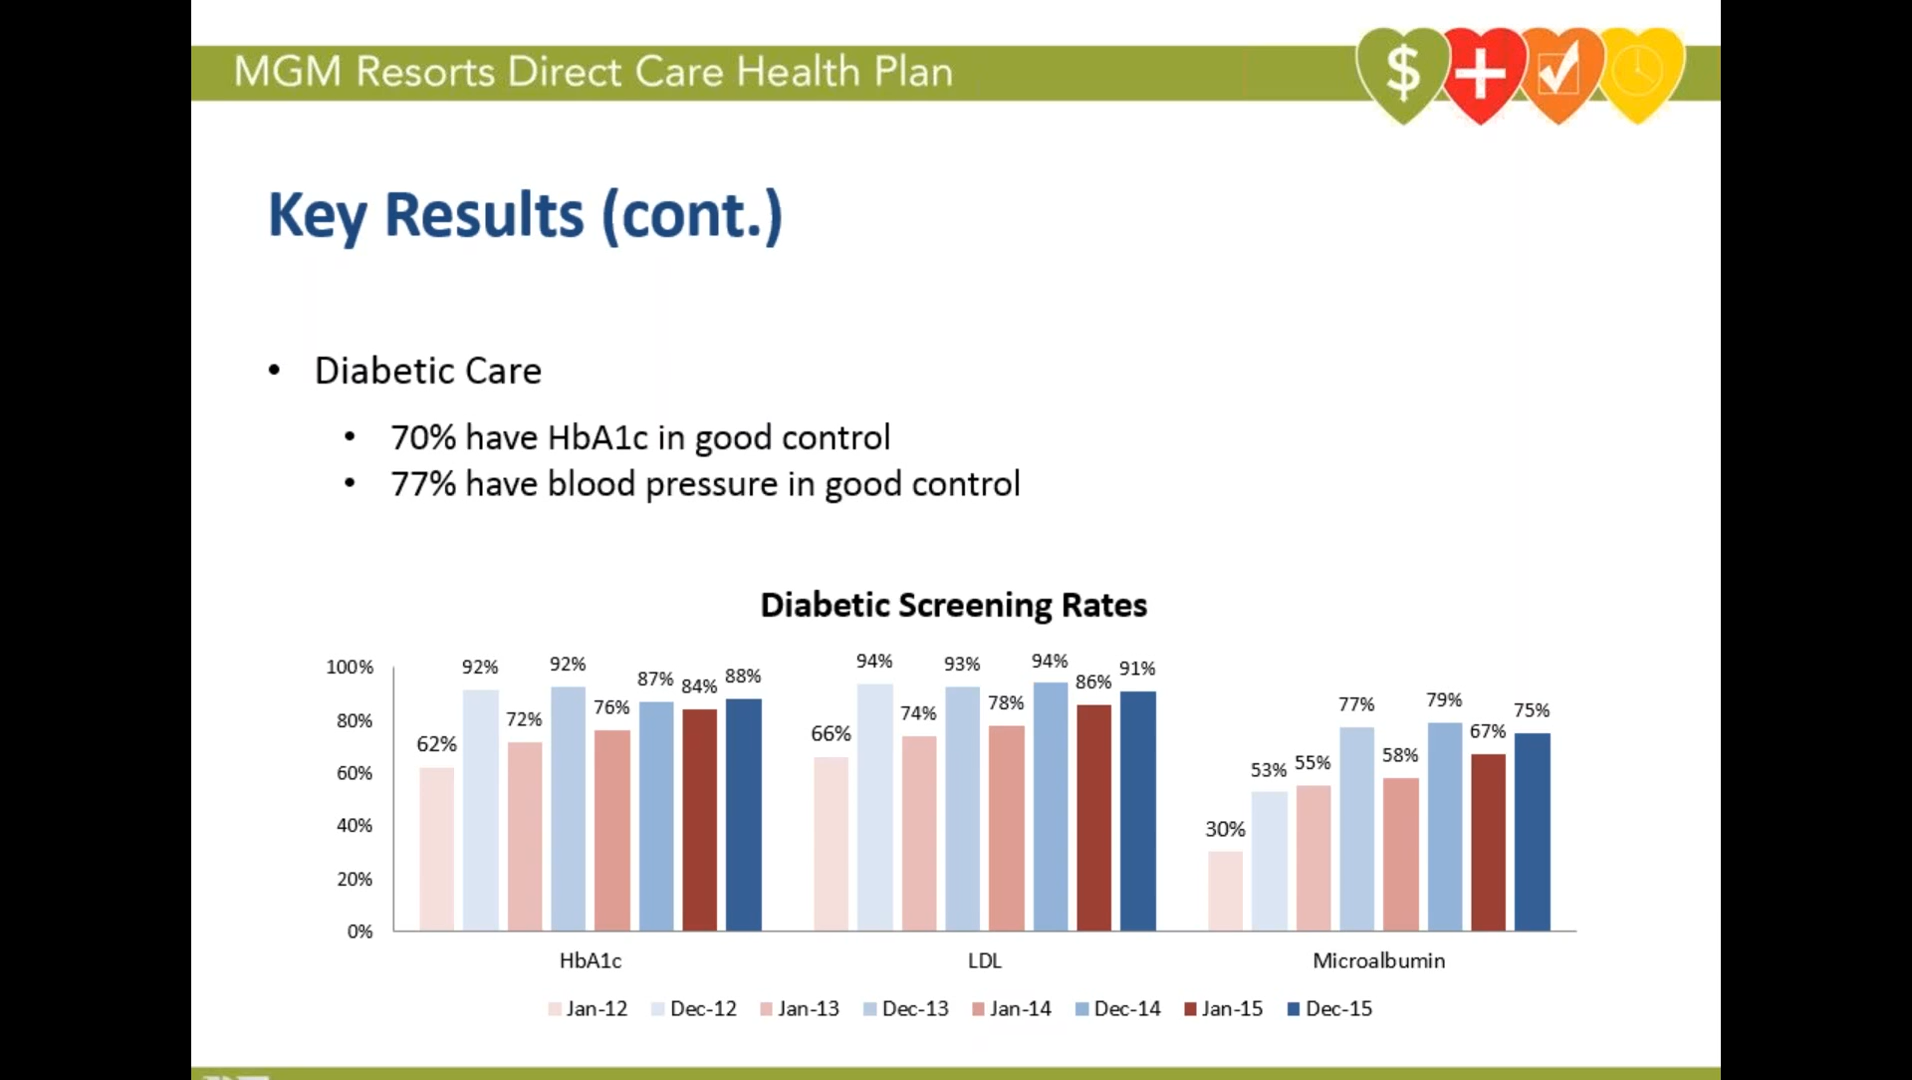 MGM Resorts Direct Care Health Plan
$
Key Results (cont.)
• Diabetic Care
• 70% have HbA1c in good control
• 77% have blood pressure in good control
Diabetic Screening Rates
100%
80%
60%
40%
20%
0%
62% 92% 72% 92% 76% 87% 84% 88%
66% 94% 74% 93% 78% 94% 86% 91%
30% 53% 55% 77% 58% 79% 67% 75%
HbA1c LDL Microalbumin
Jan-12 Dec-12 Jan-13 Dec-13 Jan-14 Dec-14 Jan-15 Dec-15